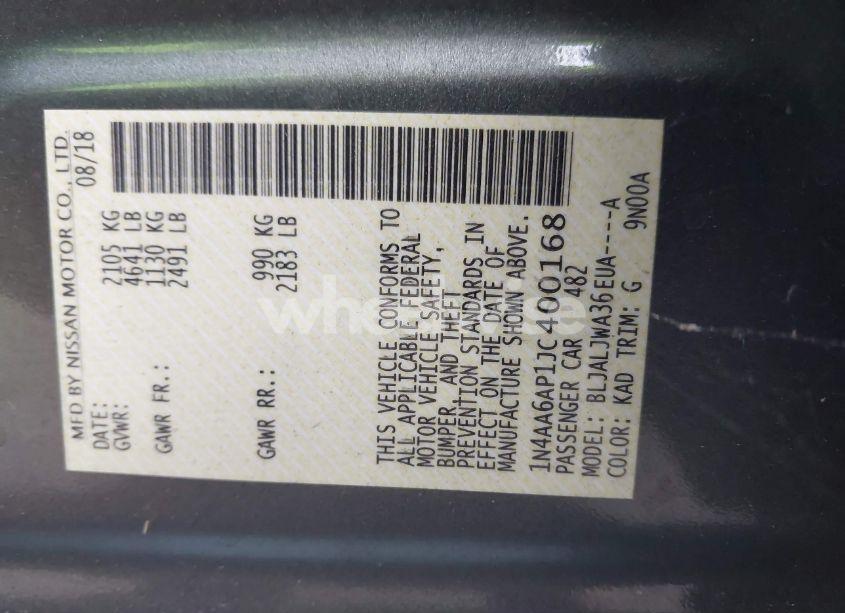 MFD BY NISSAN MOTOR CO., LTD.
DATE: 08/18
GVWR: 2105 KG
4641 LB
GAWR FR.: 1130 KG
2491 LB
GAWR RR.: 990 KG
2183 LB
THIS VEHICLE CONFORMS TO
ALL APPLICABLE FEDERAL
MOTOR VEHICLE SAFETY,
BUMPER, AND THEFT
PREVENTION STANDARDS IN
EFFECT ON THE DATE OF
MANUFACTURE SHOWN ABOVE.
1N4AA6AP1JC400168
PASSENGER CAR 482
MODEL: BLJALJWA36EUA----A
COLOR: KAD TRIM: G 9N00A